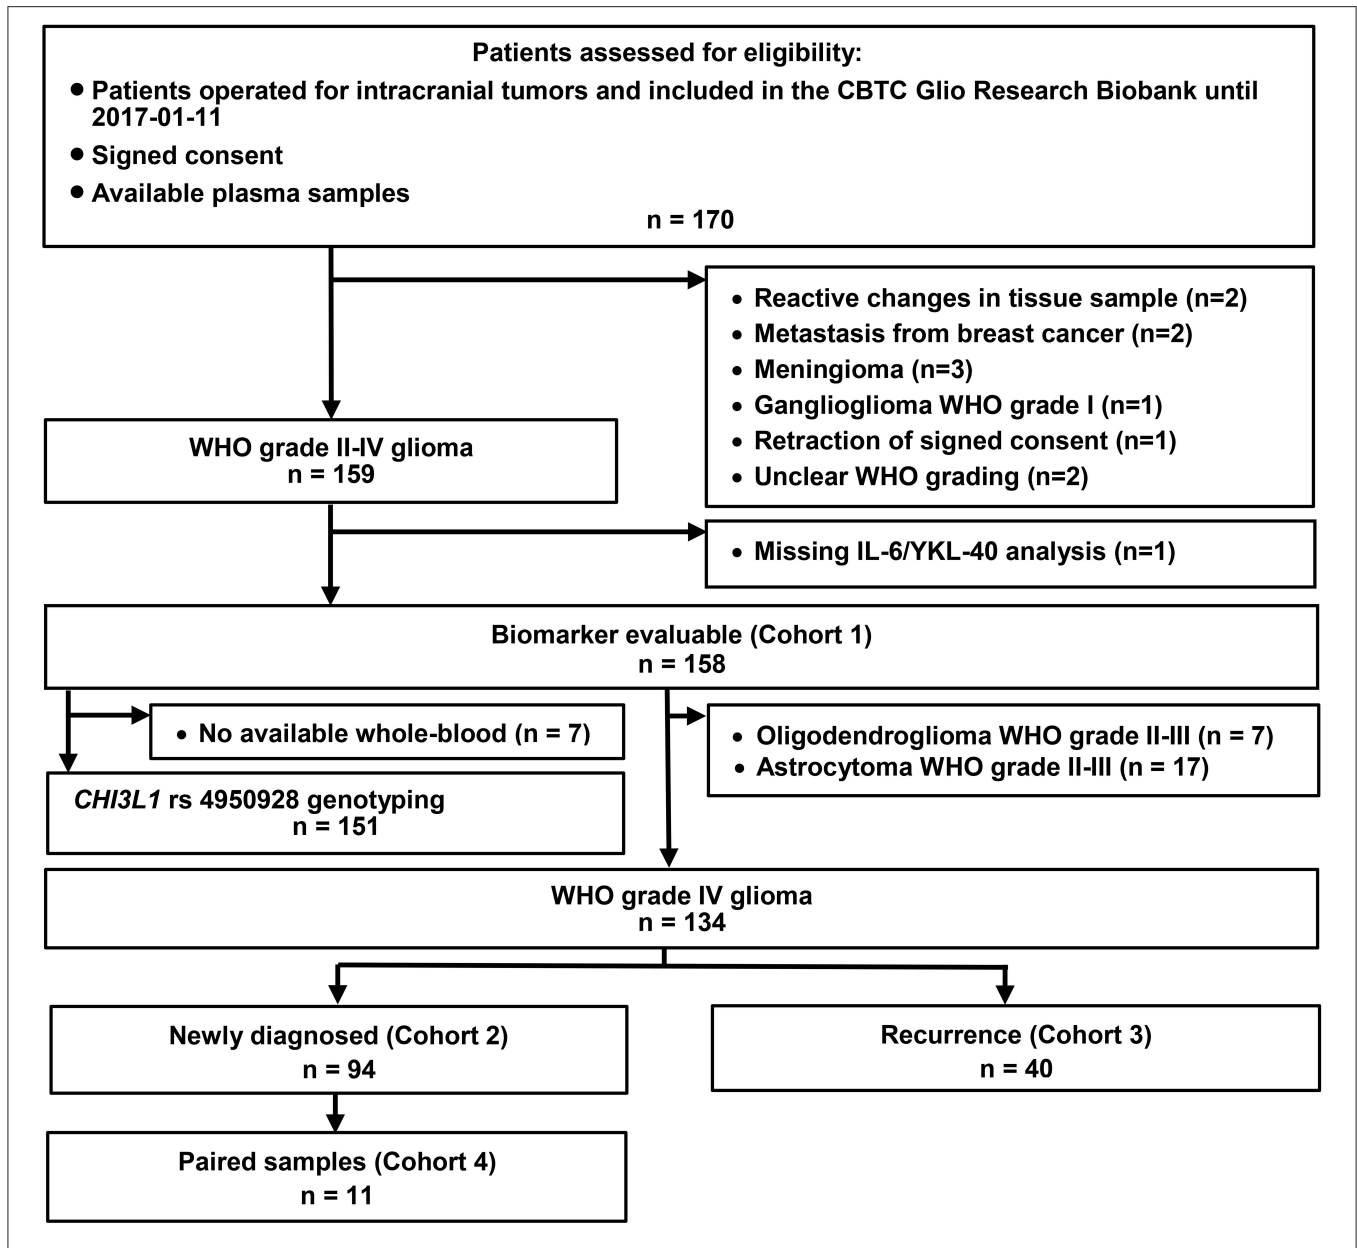 Patients assessed for eligibility:
● Patients operated for intracranial tumors and included in the CBTC Glio Research Biobank until
2017-01-11
● Signed consent
● Available plasma samples
n = 170
• Reactive changes in tissue sample (n=2)
• Metastasis from breast cancer (n=2)
• Meningioma (n=3)
• Ganglioglioma WHO grade I (n=1)
• Retraction of signed consent (n=1)
• Unclear WHO grading (n=2)
WHO grade II-IV glioma
n = 159
• Missing IL-6/YKL-40 analysis (n=1)
Biomarker evaluable (Cohort 1)
n = 158
• No available whole-blood (n = 7)
• Oligodendroglioma WHO grade II-III (n = 7)
• Astrocytoma WHO grade II-III (n = 17)
CHI3L1 rs 4950928 genotyping
n = 151
WHO grade IV glioma
n = 134
Newly diagnosed (Cohort 2)
n = 94
Recurrence (Cohort 3)
n = 40
Paired samples (Cohort 4)
n = 11